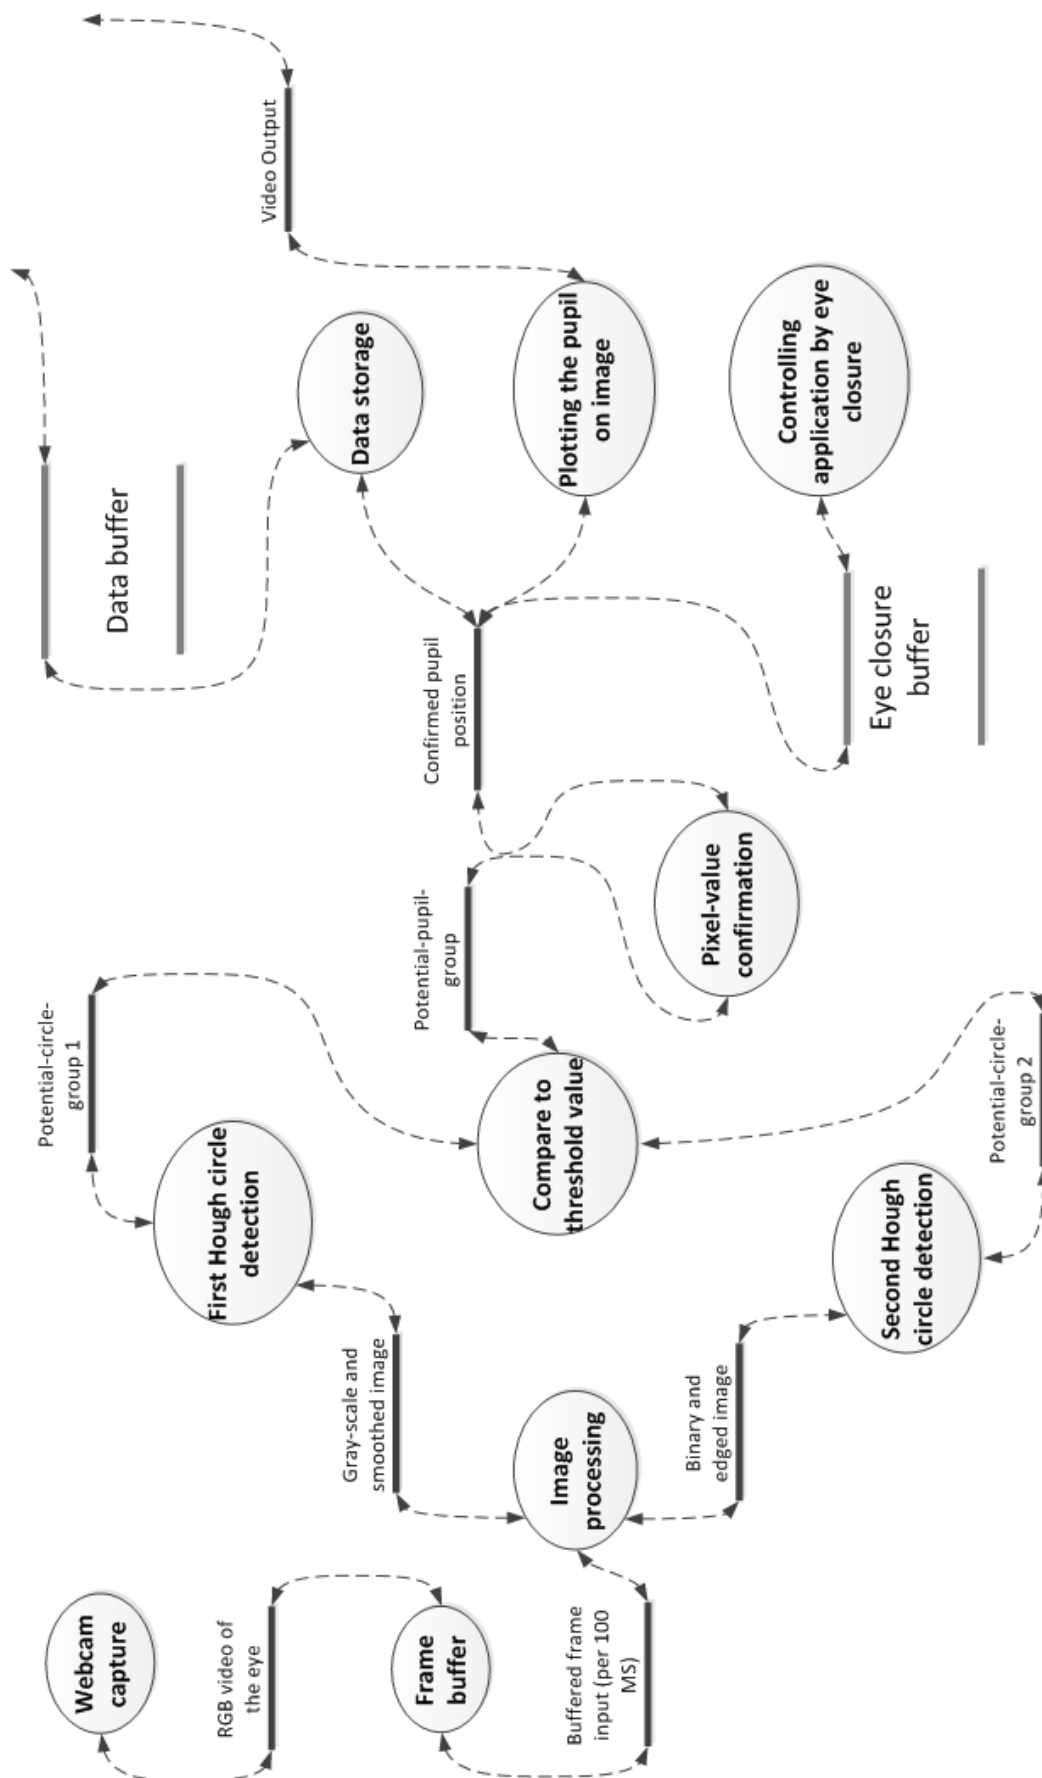 Webcam
capture
RGB video of
the eye
Frame
buffer
Buffered frame
input (per 100
MS)
Image
processing
Gray-scale and
smoothed image
Binary and
edged image
First Hough circle
detection
Second Hough
circle detection
Potential-circle-
group 1
Potential-circle-
group 2
Compare to
threshold value
Potential-pupil-
group
Pixel-value
confirmation
Confirmed pupil
position
Data buffer
Eye closure
buffer
Data storage
Plotting the pupil
on image
Controlling
application by eye
closure
Video Output